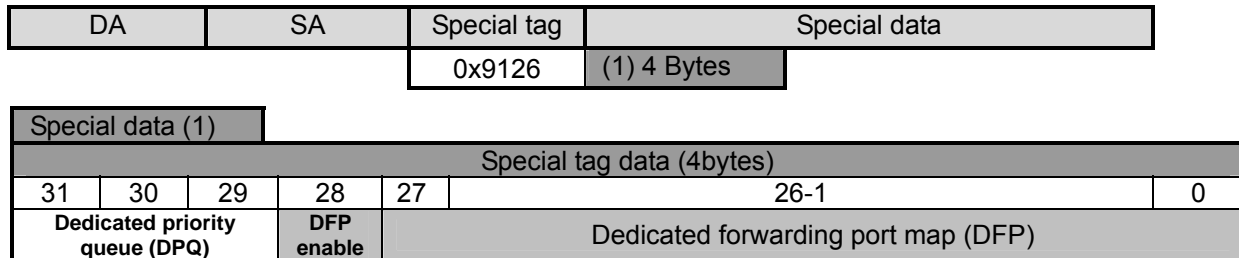 DA SA Special tag Special data
0x9126 (1) 4 Bytes
Special data (1)
Special tag data (4bytes)
31 30 29 28 27 26-1 0
Dedicated priority queue (DPQ) DFP enable Dedicated forwarding port map (DFP)